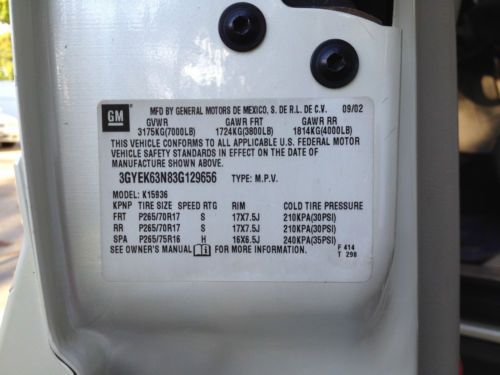 GM
MFD BY GENERAL MOTORS DE MEXICO, S. DE R.L. DE C.V. 09/02
GVWR GAWR FRT GAWR RR
3175KG(7000LB) 1724KG(3800LB) 1814KG(4000LB)
THIS VEHICLE CONFORMS TO ALL APPLICABLE U.S. FEDERAL MOTOR
VEHICLE SAFETY STANDARDS IN EFFECT ON THE DATE OF
MANUFACTURE SHOWN ABOVE.
3GYEK63N83G129656 TYPE: M.P.V.
MODEL: K15936
KPNP TIRE SIZE SPEED RTG RIM COLD TIRE PRESSURE
FRT P265/70R17 S 17X7.5J 210KPA(30PSI)
RR P265/70R17 S 17X7.5J 210KPA(30PSI)
SPA P265/75R16 H 16X6.5J 240KPA(35PSI)
SEE OWNER'S MANUAL FOR MORE INFORMATION.
F 414
T 298